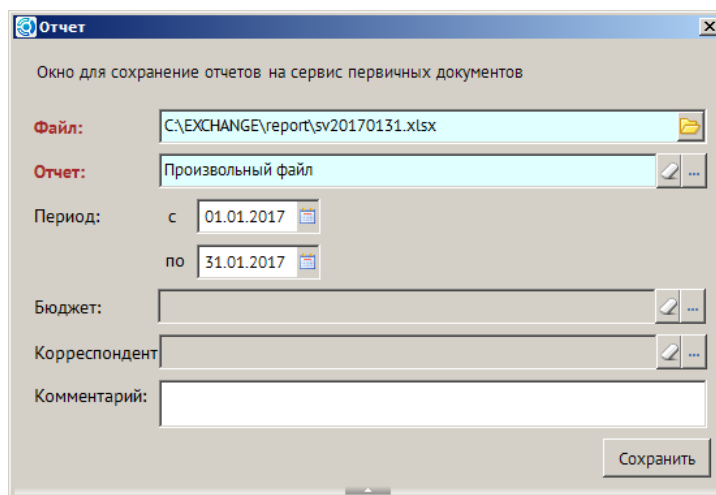 Отчет
Окно для сохранение отчетов на сервис первичных документов
Файл: C:\EXCHANGE\report\sv20170131.xlsx
Отчет: Произвольный файл ...
Период: с 01.01.2017
по 31.01.2017
Бюджет: ...
Корреспондент ...
Комментарий:
Сохранить